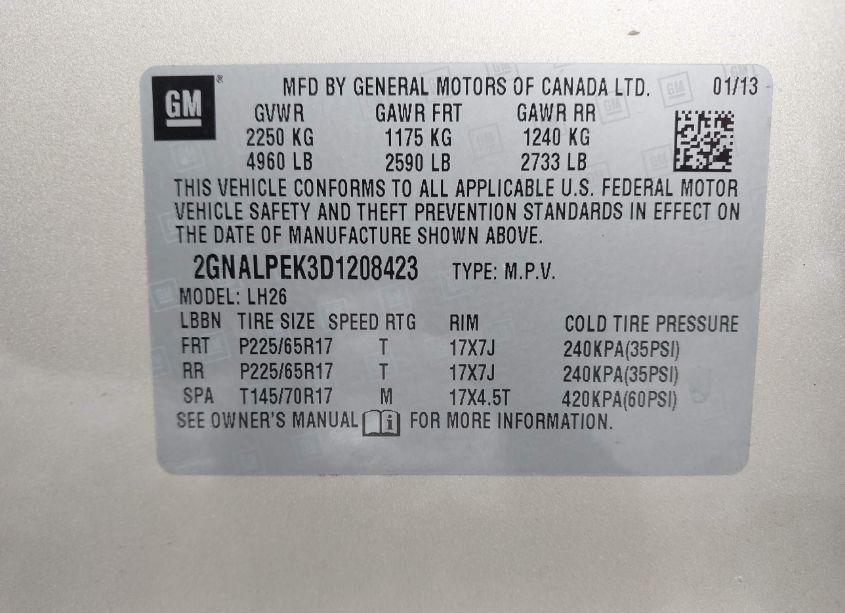 GM® MFD BY GENERAL MOTORS OF CANADA LTD. 01/13
GVWR GAWR FRT GAWR RR
2250 KG 1175 KG 1240 KG
4960 LB 2590 LB 2733 LB
THIS VEHICLE CONFORMS TO ALL APPLICABLE U.S. FEDERAL MOTOR
VEHICLE SAFETY AND THEFT PREVENTION STANDARDS IN EFFECT ON
THE DATE OF MANUFACTURE SHOWN ABOVE.
2GNALPEK3D1208423 TYPE: M.P.V.
MODEL: LH26
LBBN TIRE SIZE SPEED RTG RIM COLD TIRE PRESSURE
FRT P225/65R17 T 17X7J 240KPA(35PSI)
RR P225/65R17 T 17X7J 240KPA(35PSI)
SPA T145/70R17 M 17X4.5T 420KPA(60PSI)
SEE OWNER'S MANUAL i FOR MORE INFORMATION.